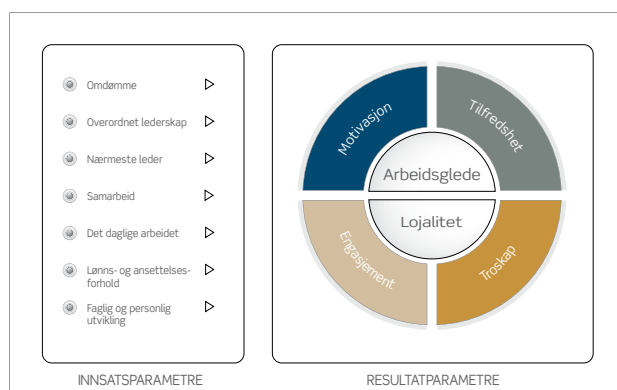 Omdømme
Overordnet lederskap
Nærmeste leder
Samarbeid
Det daglige arbeidet
Lønns- og ansettelses-
forhold
Faglig og personlig
utvikling
INNSATSPARAMETRE
Motivasjon
Tilfredshet
Arbeidsglede
Lojalitet
Engasjement
Troskap
RESULTATPARAMETRE